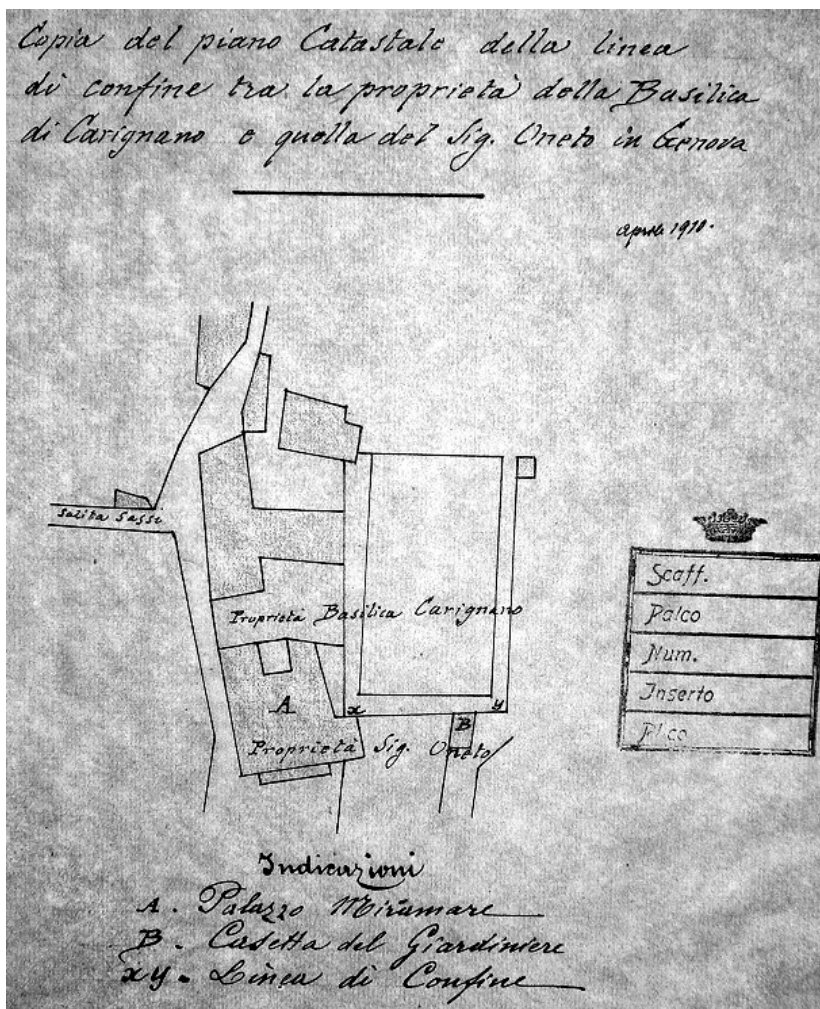 Copia del piano Catastale della linea
di confine tra la proprietà della Basilica
di Carignano e quella del Sig. Oneto in Genova
Aprile 1910.
Salita Sassi
Proprietà Basilica Carignano
A
x
y
B
Proprietà Sig. Oneto
Scaff.
Palco
Num.
Inserto
Indicazioni
A. Palazzo Miramare
B. Casetta del Giardiniere
xy. Linea di Confine